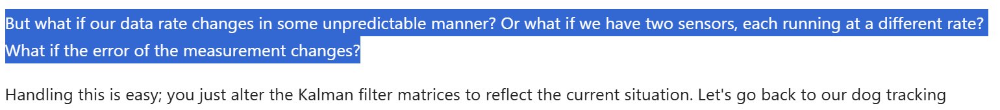 But what if our data rate changes in some unpredictable manner? Or what if we have two sensors, each running at a different rate?
What if the error of the measurement changes?
Handling this is easy; you just alter the Kalman filter matrices to reflect the current situation. Let's go back to our dog tracking